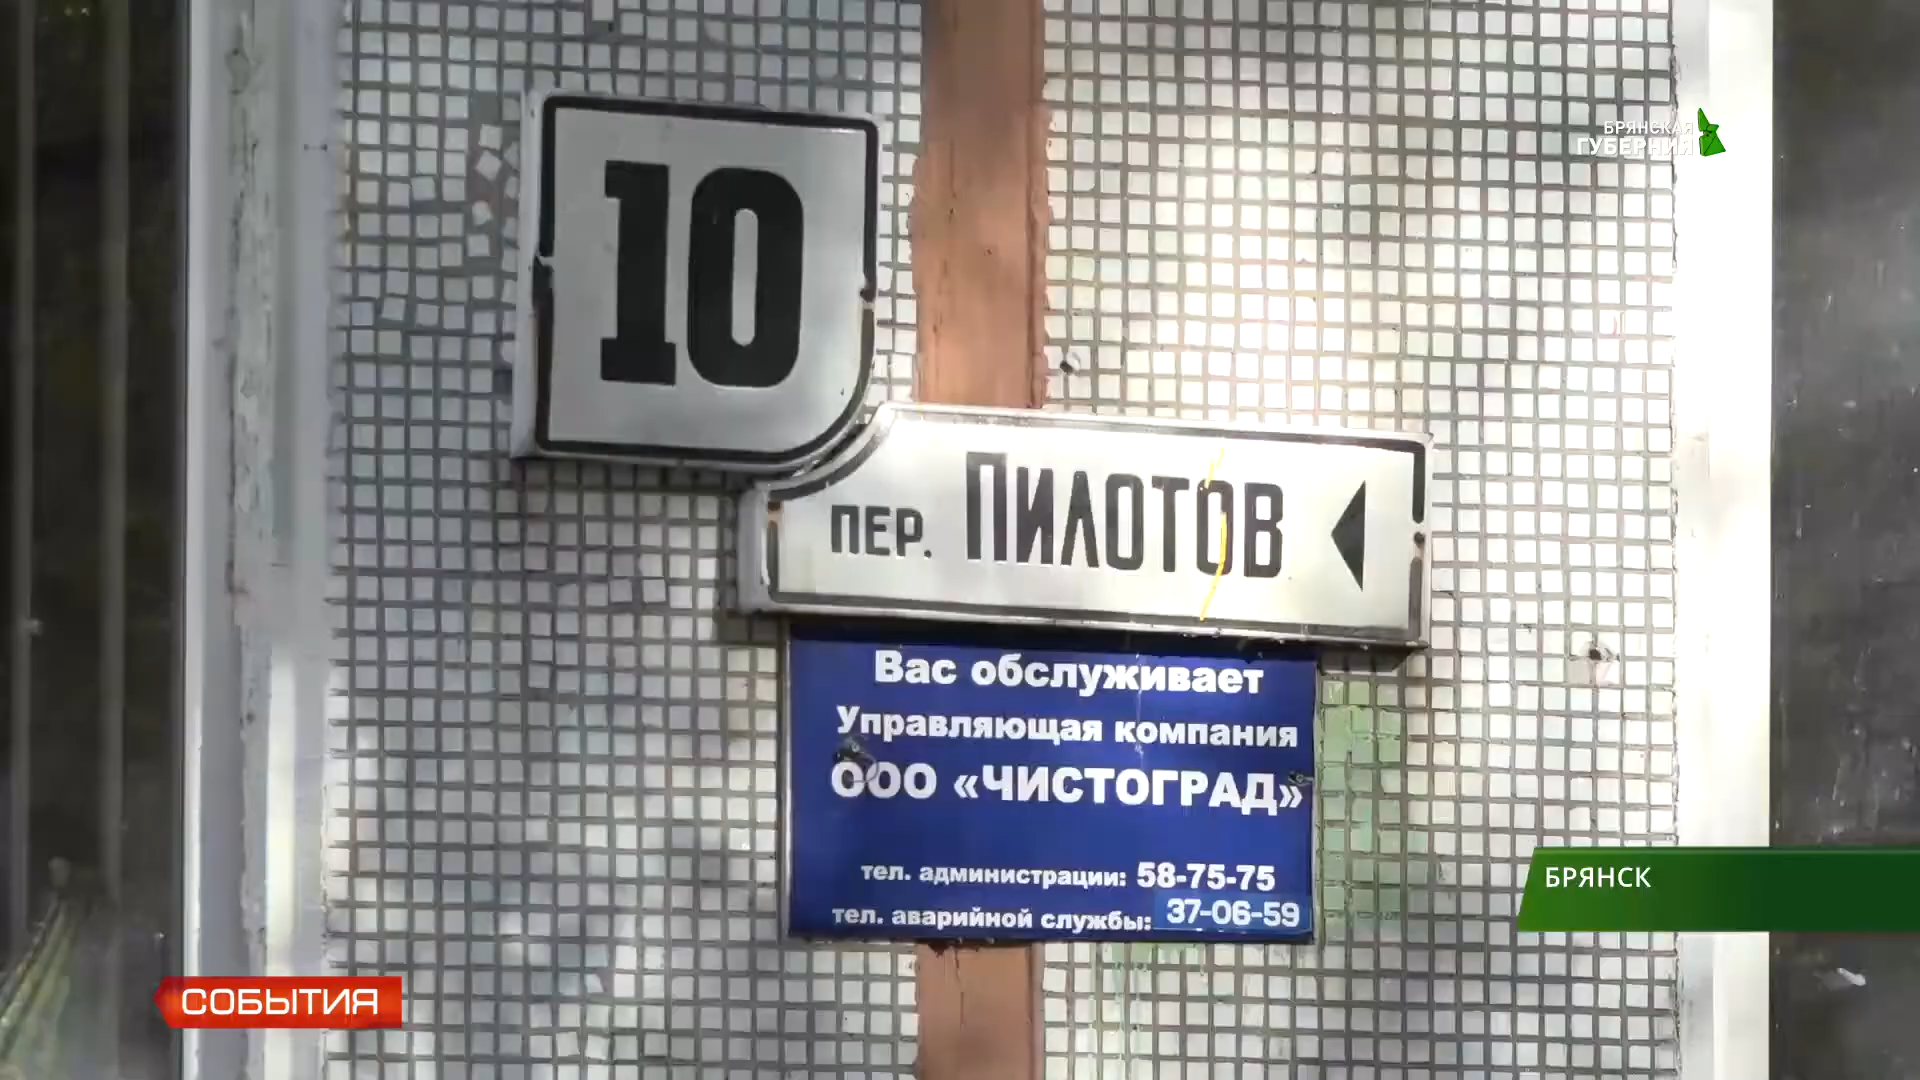 БРЯНСКАЯ
ГУБЕРНИЯ
10
ПЕР. ПИЛОТОВ
Вас обслуживает
Управляющая компания
ООО «ЧИСТОГРАД»
тел. администрации: 58-75-75
тел. аварийной службы: 37-06-59
БРЯНСК
СОБЫТИЯ